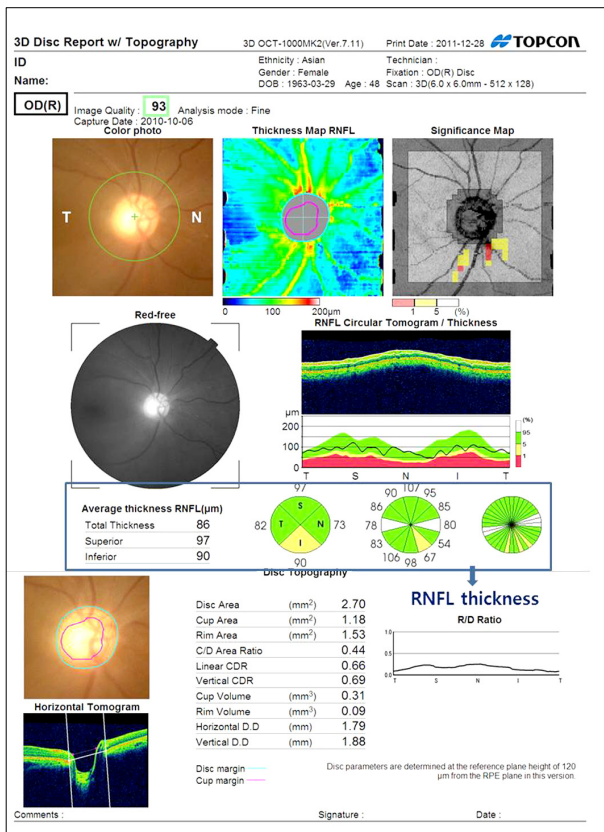 3D Disc Report w/ Topography 3D OCT-1000MK2(Ver.7.11) Print Date : 2011-12-28 TOPCON
ID
Name:
Ethnicity : Asian
Gender : Female
DOB : 1963-03-29 Age : 48
Technician :
Fixation : OD(R) Disc
Scan : 3D(6.0 x 6.0mm - 512 x 128)
OD(R) Image Quality : 93 Analysis mode : Fine
Capture Date : 2010-10-06
Color photo Thickness Map RNFL Significance Map
T N
0 100 200μm
1 5 (%)
Red-free RNFL Circular Tomogram / Thickness
μm
200
100
0
T S N I T
(%)
95
5
1
Average thickness RNFL(μm)
Total Thickness 86
Superior 97
Inferior 90
97
S
82 T N 73
I
90
90 107 95
86 85
78 80
83 54
106 98 67
Disc Topography
Disc Area (mm²) 2.70
Cup Area (mm²) 1.18
Rim Area (mm²) 1.53
C/D Area Ratio 0.44
Linear CDR 0.66
Vertical CDR 0.69
Cup Volume (mm³) 0.31
Rim Volume (mm³) 0.09
Horizontal D.D (mm) 1.79
Vertical D.D (mm) 1.88
RNFL thickness
R/D Ratio
1.0
0.5
0.0
T S N I T
Horizontal Tomogram
Disc margin
Cup margin
Disc parameters are determined at the reference plane height of 120
μm from the RPE plane in this version.
Comments : Signature : Date :